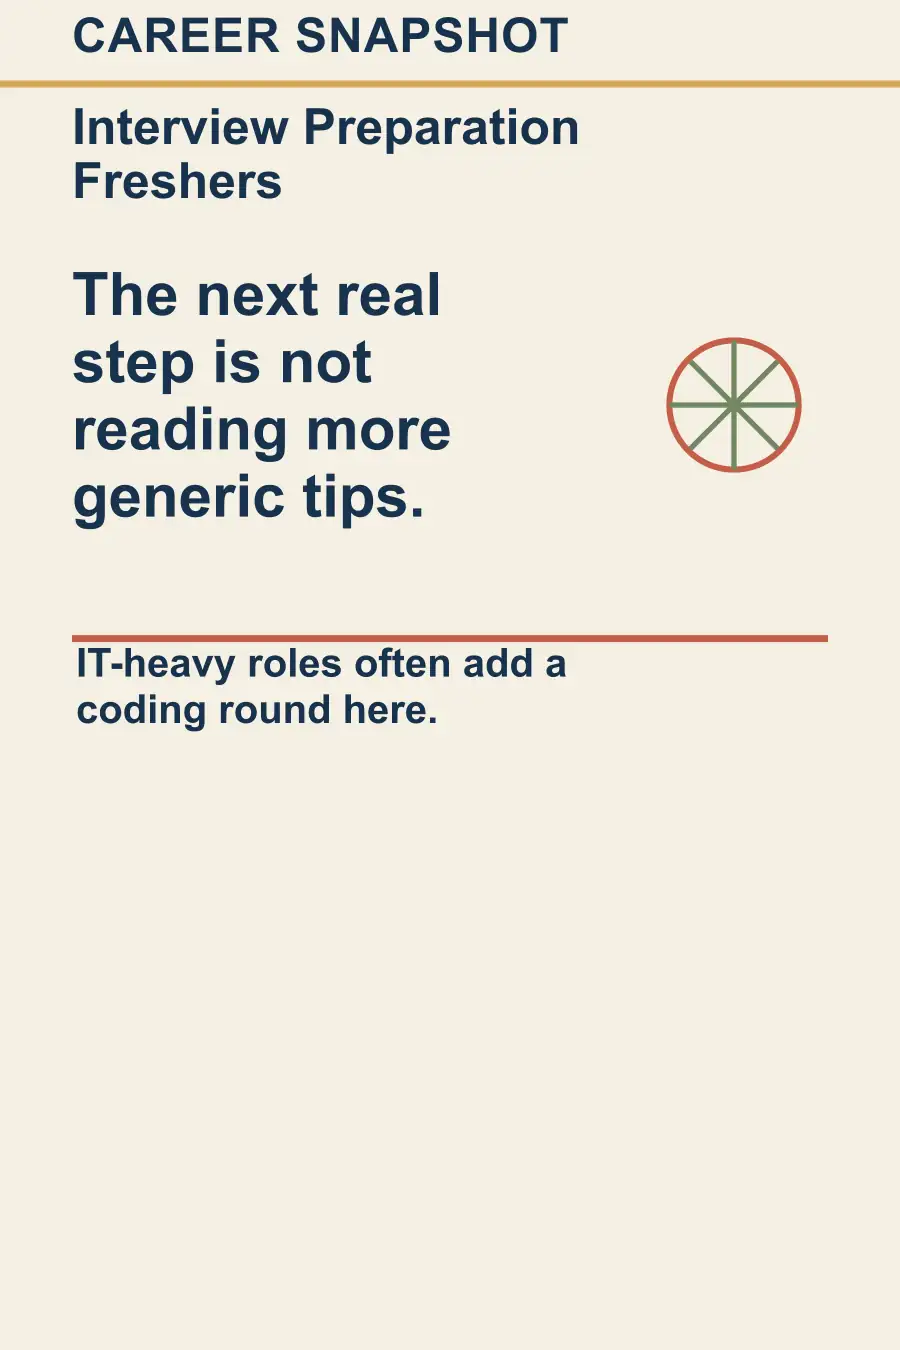 CAREER SNAPSHOT
Interview Preparation
Freshers
The next real
step is not
reading more
generic tips.
IT-heavy roles often add a
coding round here.